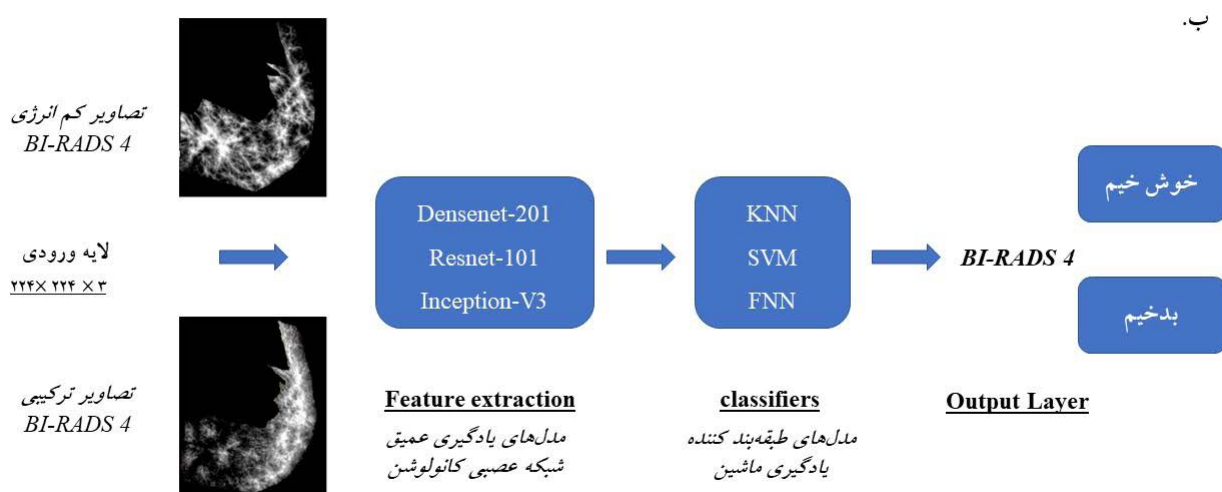 ب.
تصاویر کم انرژی
BI-RADS 4
لایه ورودی
۲۲۴× ۲۲۴ × ۳
تصاویر ترکیبی
BI-RADS 4
Densenet-201
Resnet-101
Inception-V3
Feature extraction
مدل‌های یادگیری عمیق
شبکه عصبی کانولوشن
KNN
SVM
FNN
classifiers
مدل‌های طبقه‌بند کننده
یادگیری ماشین
خوش خیم
BI-RADS 4
بدخیم
Output Layer